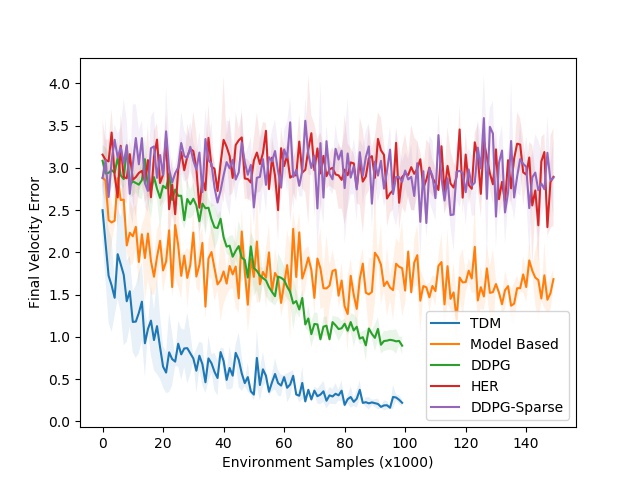 4.0
3.5
3.0
2.5
2.0
1.5
1.0
0.5
0.0
Final Velocity Error
0 20 40 60 80 100 120 140
Environment Samples (x1000)
TDM
Model Based
DDPG
HER
DDPG-Sparse